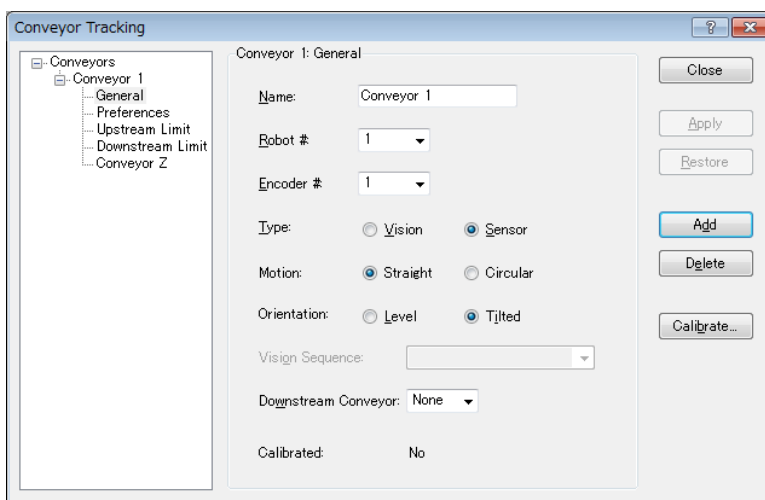 Conveyor Tracking
Conveyors
Conveyor 1
General
Preferences
Upstream Limit
Downstream Limit
Conveyor Z
Conveyor 1: General
Name: Conveyor 1
Robot #: 1
Encoder #: 1
Type: Vision Sensor
Motion: Straight Circular
Orientation: Level Tilted
Vision Sequence:
Downstream Conveyor: None
Calibrated: No
Close
Apply
Restore
Add
Delete
Calibrate...